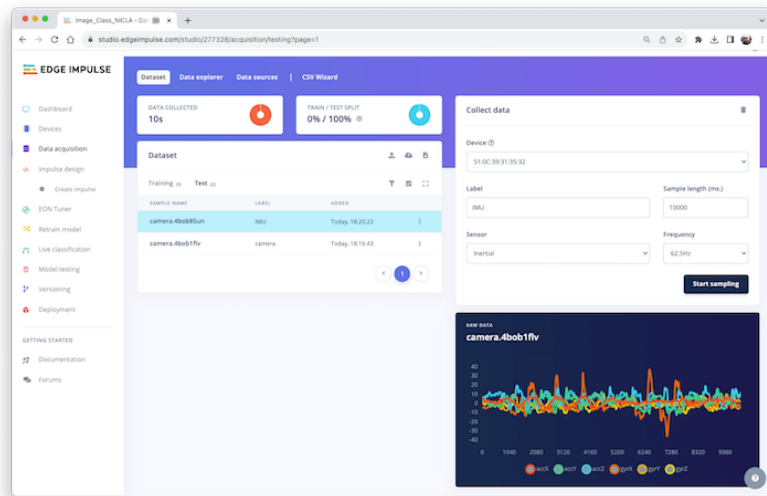 Image_Class_NICLA - Dat
studio.edgeimpulse.com/studio/277328/acquisition/testing?page=1
EDGE IMPULSE
Dataset Data explorer Data sources | CSV Wizard
Dashboard
Devices
Data acquisition
Impulse design
Create impulse
EON Tuner
Retrain model
Live classification
Model testing
Versioning
Deployment
GETTING STARTED
Documentation
Forums
DATA COLLECTED
10s
TRAIN / TEST SPLIT
0% / 100%
Dataset
Training (0) Test (2)
SAMPLE NAME LABEL ADDED
camera.4bob85un IMU Today, 18:20:22
camera.4bob1flv camera Today, 18:16:43
1
Collect data
Device
51:0C:39:31:35:32
Label Sample length (ms.)
IMU 10000
Sensor Frequency
Inertial 62.5Hz
Start sampling
RAW DATA
camera.4bob1flv
40
30
20
10
0
-10
-20
-30
-40
0 1040 2080 3120 4160 5200 6240 7280 8320 9360
accX accY accZ gyrX gyrY gyrZ